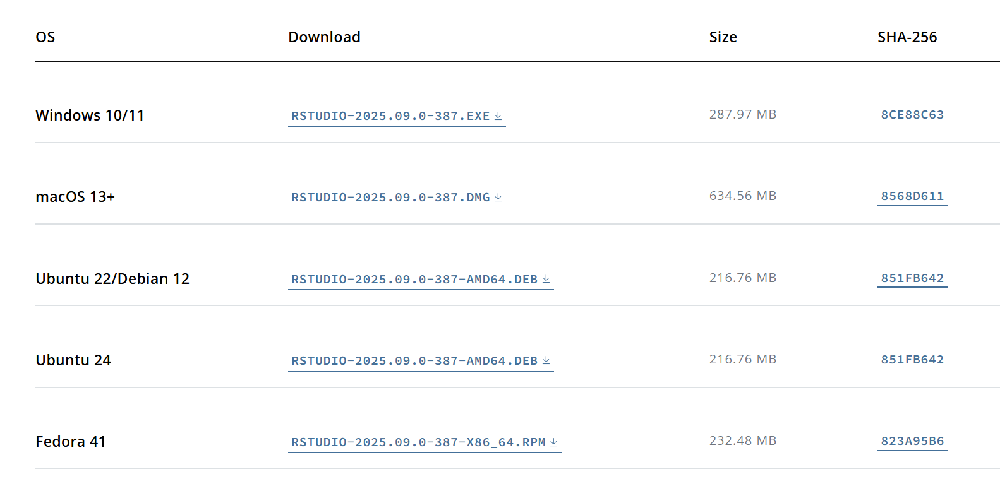 OS Download Size SHA-256
Windows 10/11 RSTUDIO-2025.09.0-387.EXE 287.97 MB 8CE88C63
macOS 13+ RSTUDIO-2025.09.0-387.DMG 634.56 MB 8568D611
Ubuntu 22/Debian 12 RSTUDIO-2025.09.0-387-AMD64.DEB 216.76 MB 851FB642
Ubuntu 24 RSTUDIO-2025.09.0-387-AMD64.DEB 216.76 MB 851FB642
Fedora 41 RSTUDIO-2025.09.0-387-X86_64.RPM 232.48 MB 823A95B6